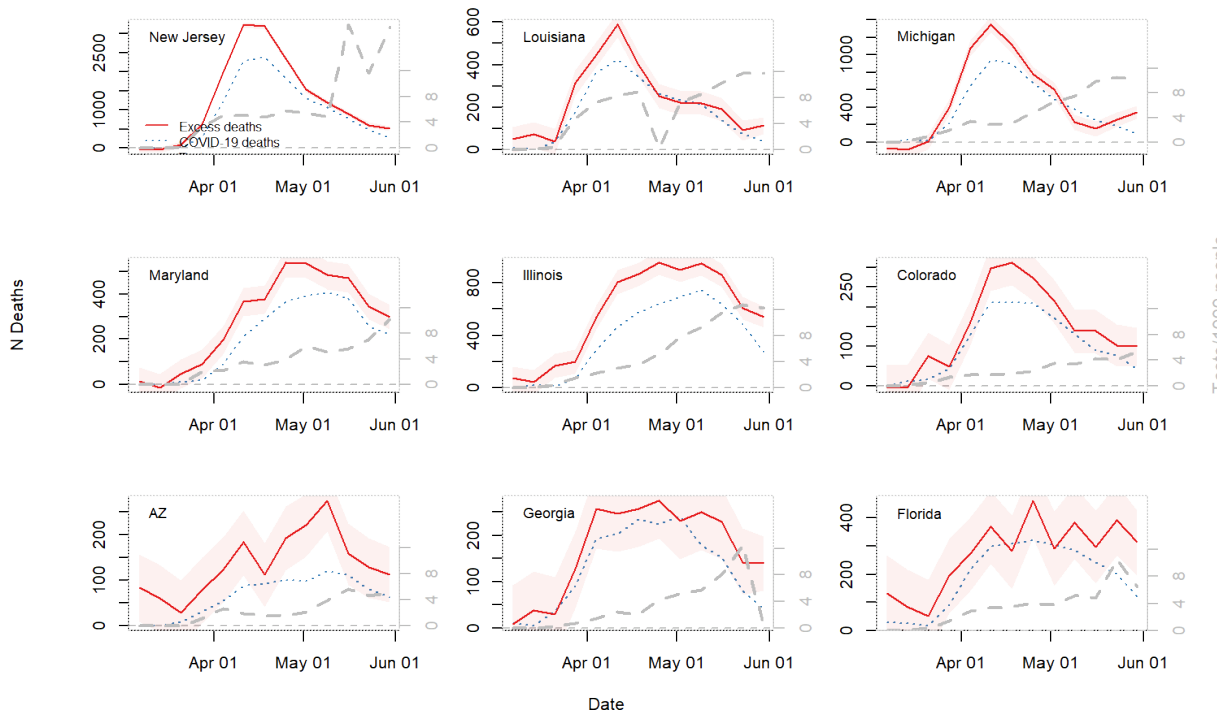 New Jersey
Excess deaths
COVID-19 deaths
0
1000
2500
0
4
8
Apr 01
May 01
Jun 01
Louisiana
0
200
400
600
0
4
8
Apr 01
May 01
Jun 01
Michigan
0
400
1000
0
4
8
Apr 01
May 01
Jun 01
N Deaths
Maryland
0
200
400
0
4
8
Apr 01
May 01
Jun 01
Illinois
0
400
800
0
4
8
Apr 01
May 01
Jun 01
Colorado
0
100
250
0
4
8
Apr 01
May 01
Jun 01
AZ
0
100
200
0
4
8
Apr 01
May 01
Jun 01
Georgia
0
50
100
200
0
4
8
Apr 01
May 01
Jun 01
Florida
0
200
400
0
4
8
Apr 01
May 01
Jun 01
Date